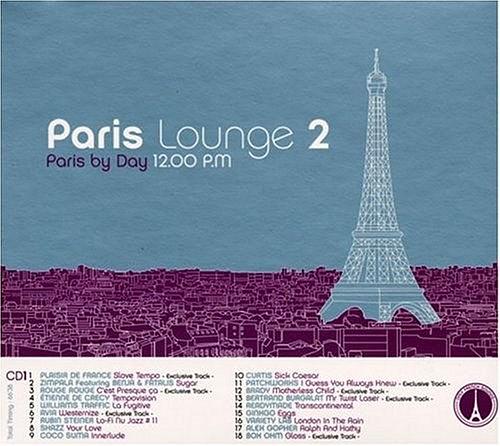 Paris Lounge 2
Paris by Day 12.00 P.M
CD1
1 PLAISIR DE FRANCE Slave Tempo - Exclusive Track -
2 ZIMPALA Featuring BENJA & FATALIS Sugar
3 ROUGE ROUGE C'est Presque ça - Exclusive Track -
4 ÉTIENNE DE CRECY Tempovision
5 WILLIAMS TRAFFIC La Fugitive
6 AVIA Westernize - Exclusive Track -
7 RUBIN STEINER Lo-Fi Nu Jazz #11
8 SHAZZ Your Love
9 COCO SUMA Innerlude
10 CURTIS Sick Caesar
11 PATCHWORKS I Guess You Always Knew - Exclusive Track -
12 BRADY Motherless Child - Exclusive Track -
13 BERTRAND BURGALAT Mr Twist Laser - Exclusive Track -
14 READYMADE Transcontinental
15 GINKGO Eggs
16 VARIETY LAB London In The Rain
17 ALEX GOPHER Ralph And Kathy
18 BOX OHM Gloss - Exclusive Track -